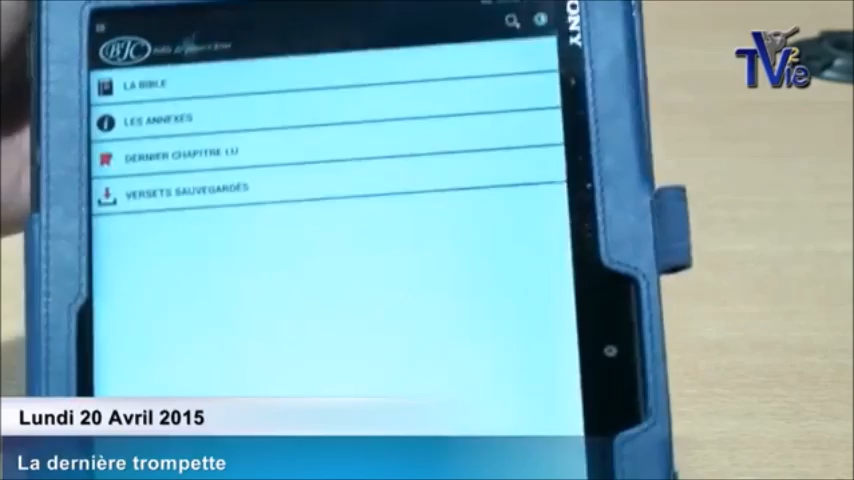 BJC
SONY
TV2Vie
LA BIBLE
LES ANNEXES
DERNIER CHAPITRE LU
VERSETS SAUVEGARDÉS
Lundi 20 Avril 2015
La dernière trompette